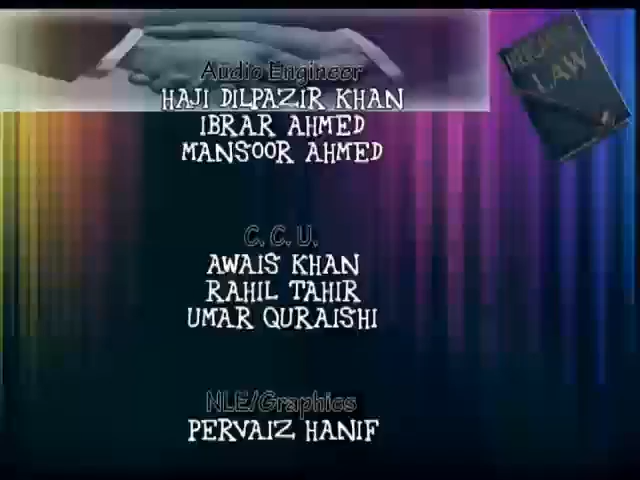 LAW
Audio Engineer
HAJI DILPAZIR KHAN
IBRAR AHMED
MANSOOR AHMED
C. C. U.
AWAIS KHAN
RAHIL TAHIR
UMAR QURAISHI
NLE/Graphics
PERVAIZ HANIF